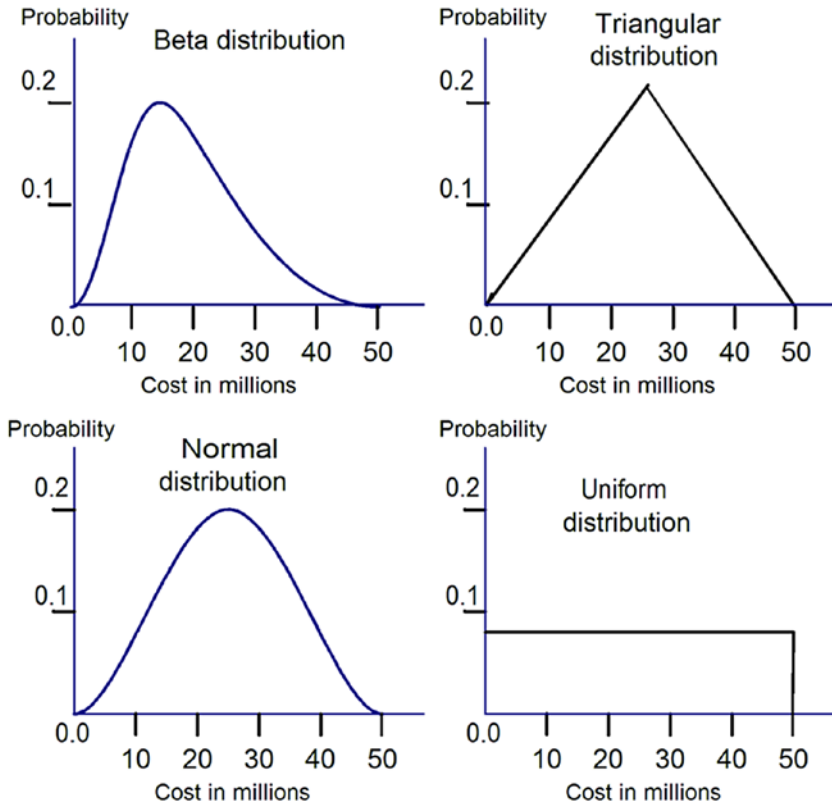 Probability
Beta distribution
0.2
0.1
0.0
10 20 30 40 50
Cost in millions
Probability
Triangular
distribution
0.2
0.1
0.0
10 20 30 40 50
Cost in millions
Probability
Normal
distribution
0.2
0.1
0.0
10 20 30 40 50
Cost in millions
Probability
Uniform
distribution
0.2
0.1
0.0
10 20 30 40 50
Cost in millions